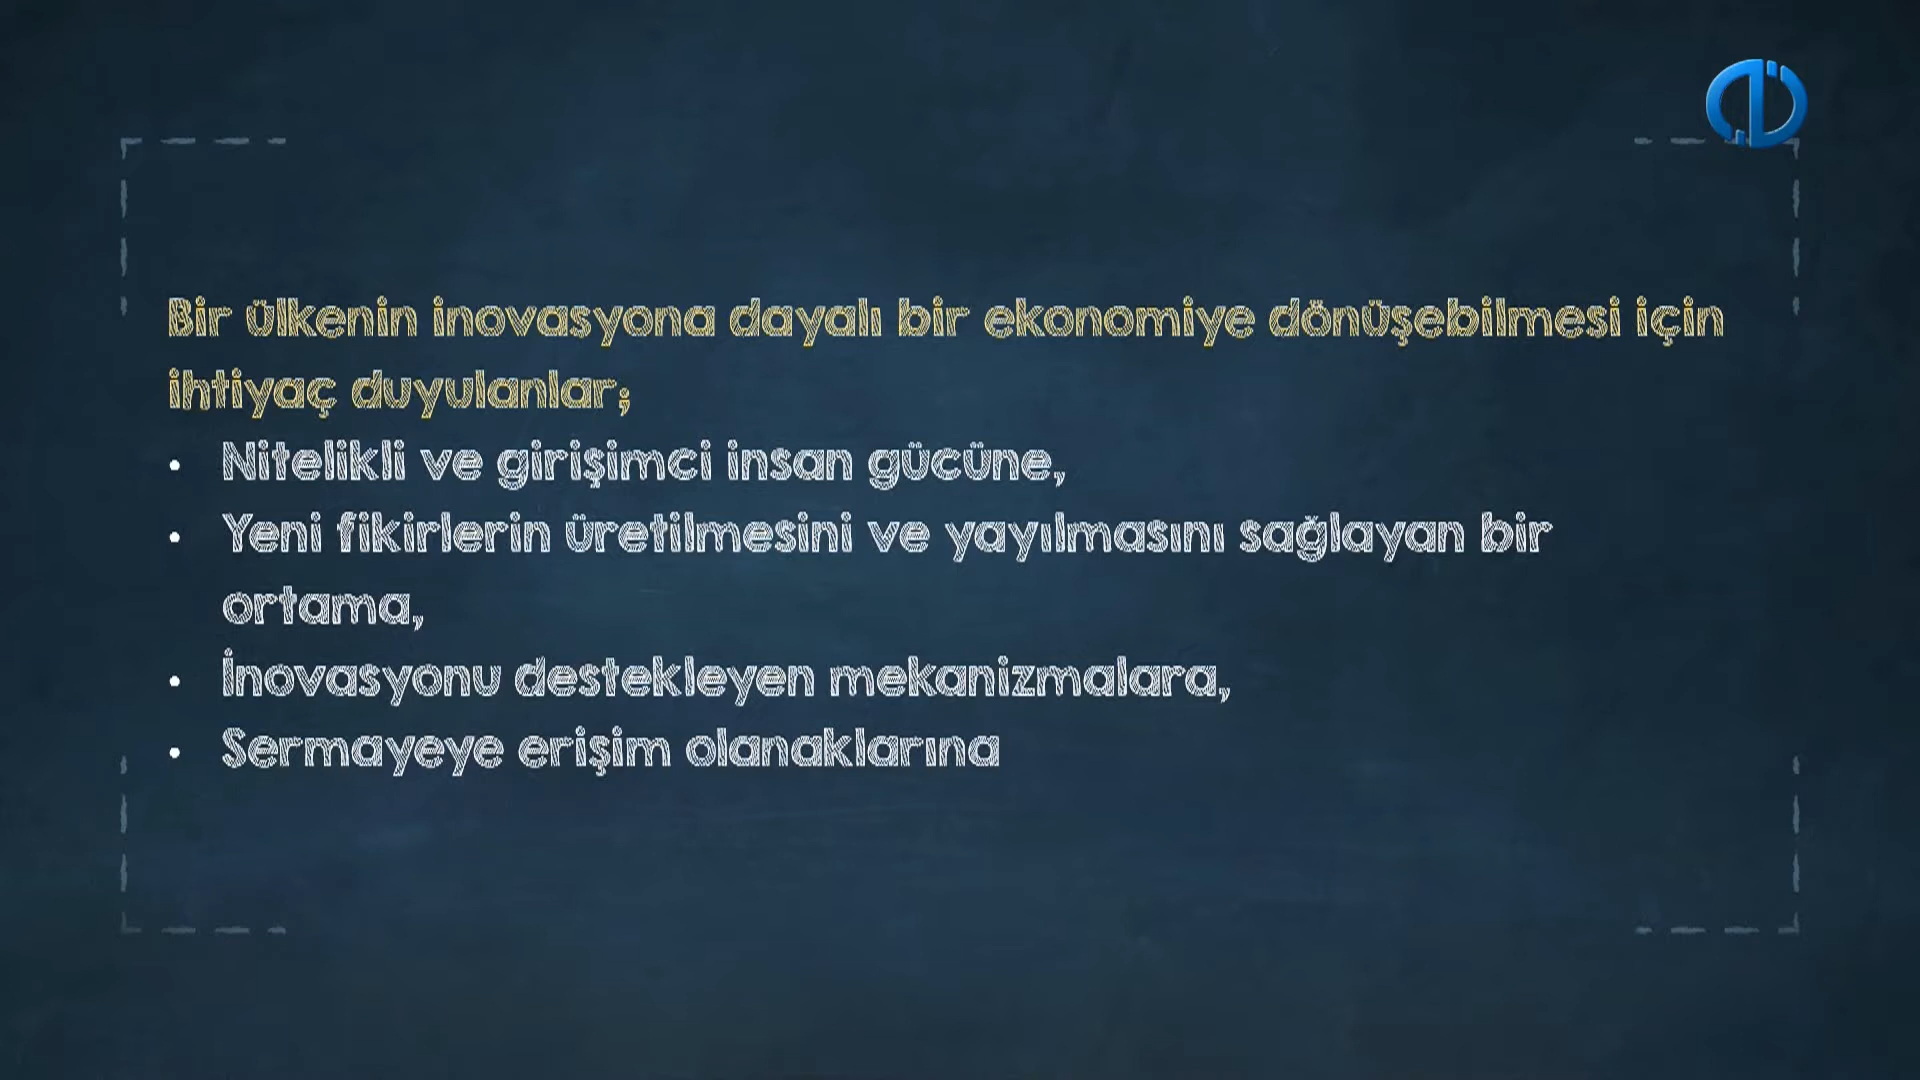 Bir ülkenin inovasyona dayalı bir ekonomiye dönüşebilmesi için
ihtiyaç duyulanlar;
• Nitelikli ve girişimci insan gücüne,
• Yeni fikirlerin üretilmesini ve yayılmasını sağlayan bir
ortama,
• İnovasyonu destekleyen mekanizmalara,
• Sermayeye erişim olanaklarına